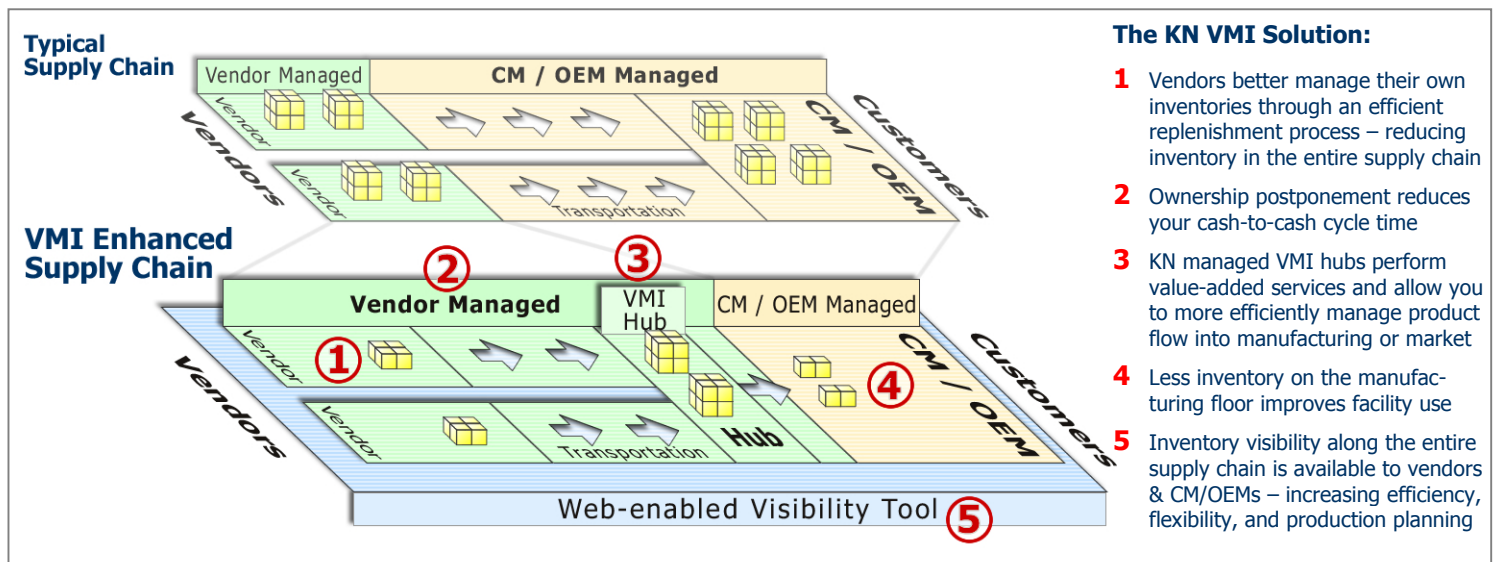 Typical
Supply Chain
Vendor Managed
CM / OEM Managed
Vendor
Vendors
Vendor
Transportation
CM / OEM
Customers
VMI Enhanced
Supply Chain
2
3
Vendor Managed
VMI
Hub
CM / OEM Managed
Vendor
1
4
Vendors
Vendor
Transportation
Hub
CM / OEM
Customers
Web-enabled Visibility Tool
5
The KN VMI Solution:
1 Vendors better manage their own
inventories through an efficient
replenishment process – reducing
inventory in the entire supply chain
2 Ownership postponement reduces
your cash-to-cash cycle time
3 KN managed VMI hubs perform
value-added services and allow you
to more efficiently manage product
flow into manufacturing or market
4 Less inventory on the manufac-
turing floor improves facility use
5 Inventory visibility along the entire
supply chain is available to vendors
& CM/OEMs – increasing efficiency,
flexibility, and production planning